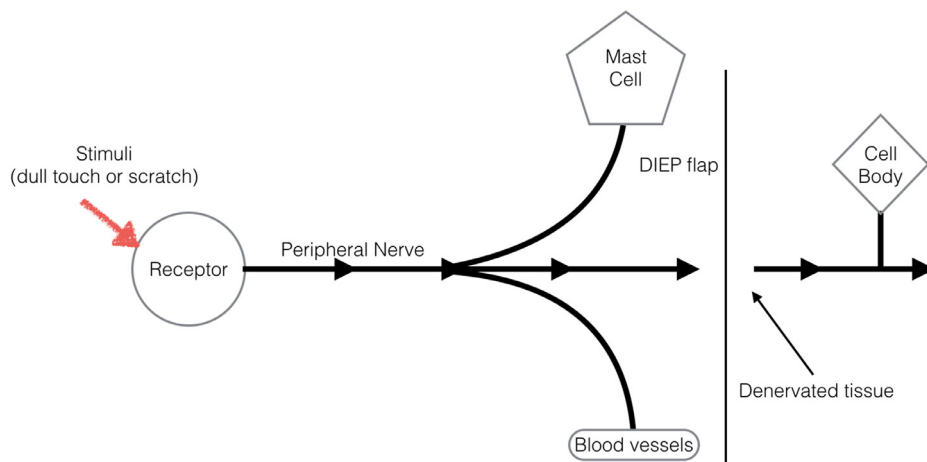 Mast
Cell
Stimuli
(dull touch or scratch)
DIEP flap
Cell
Body
Peripheral Nerve
Receptor
Denervated tissue
Blood vessels